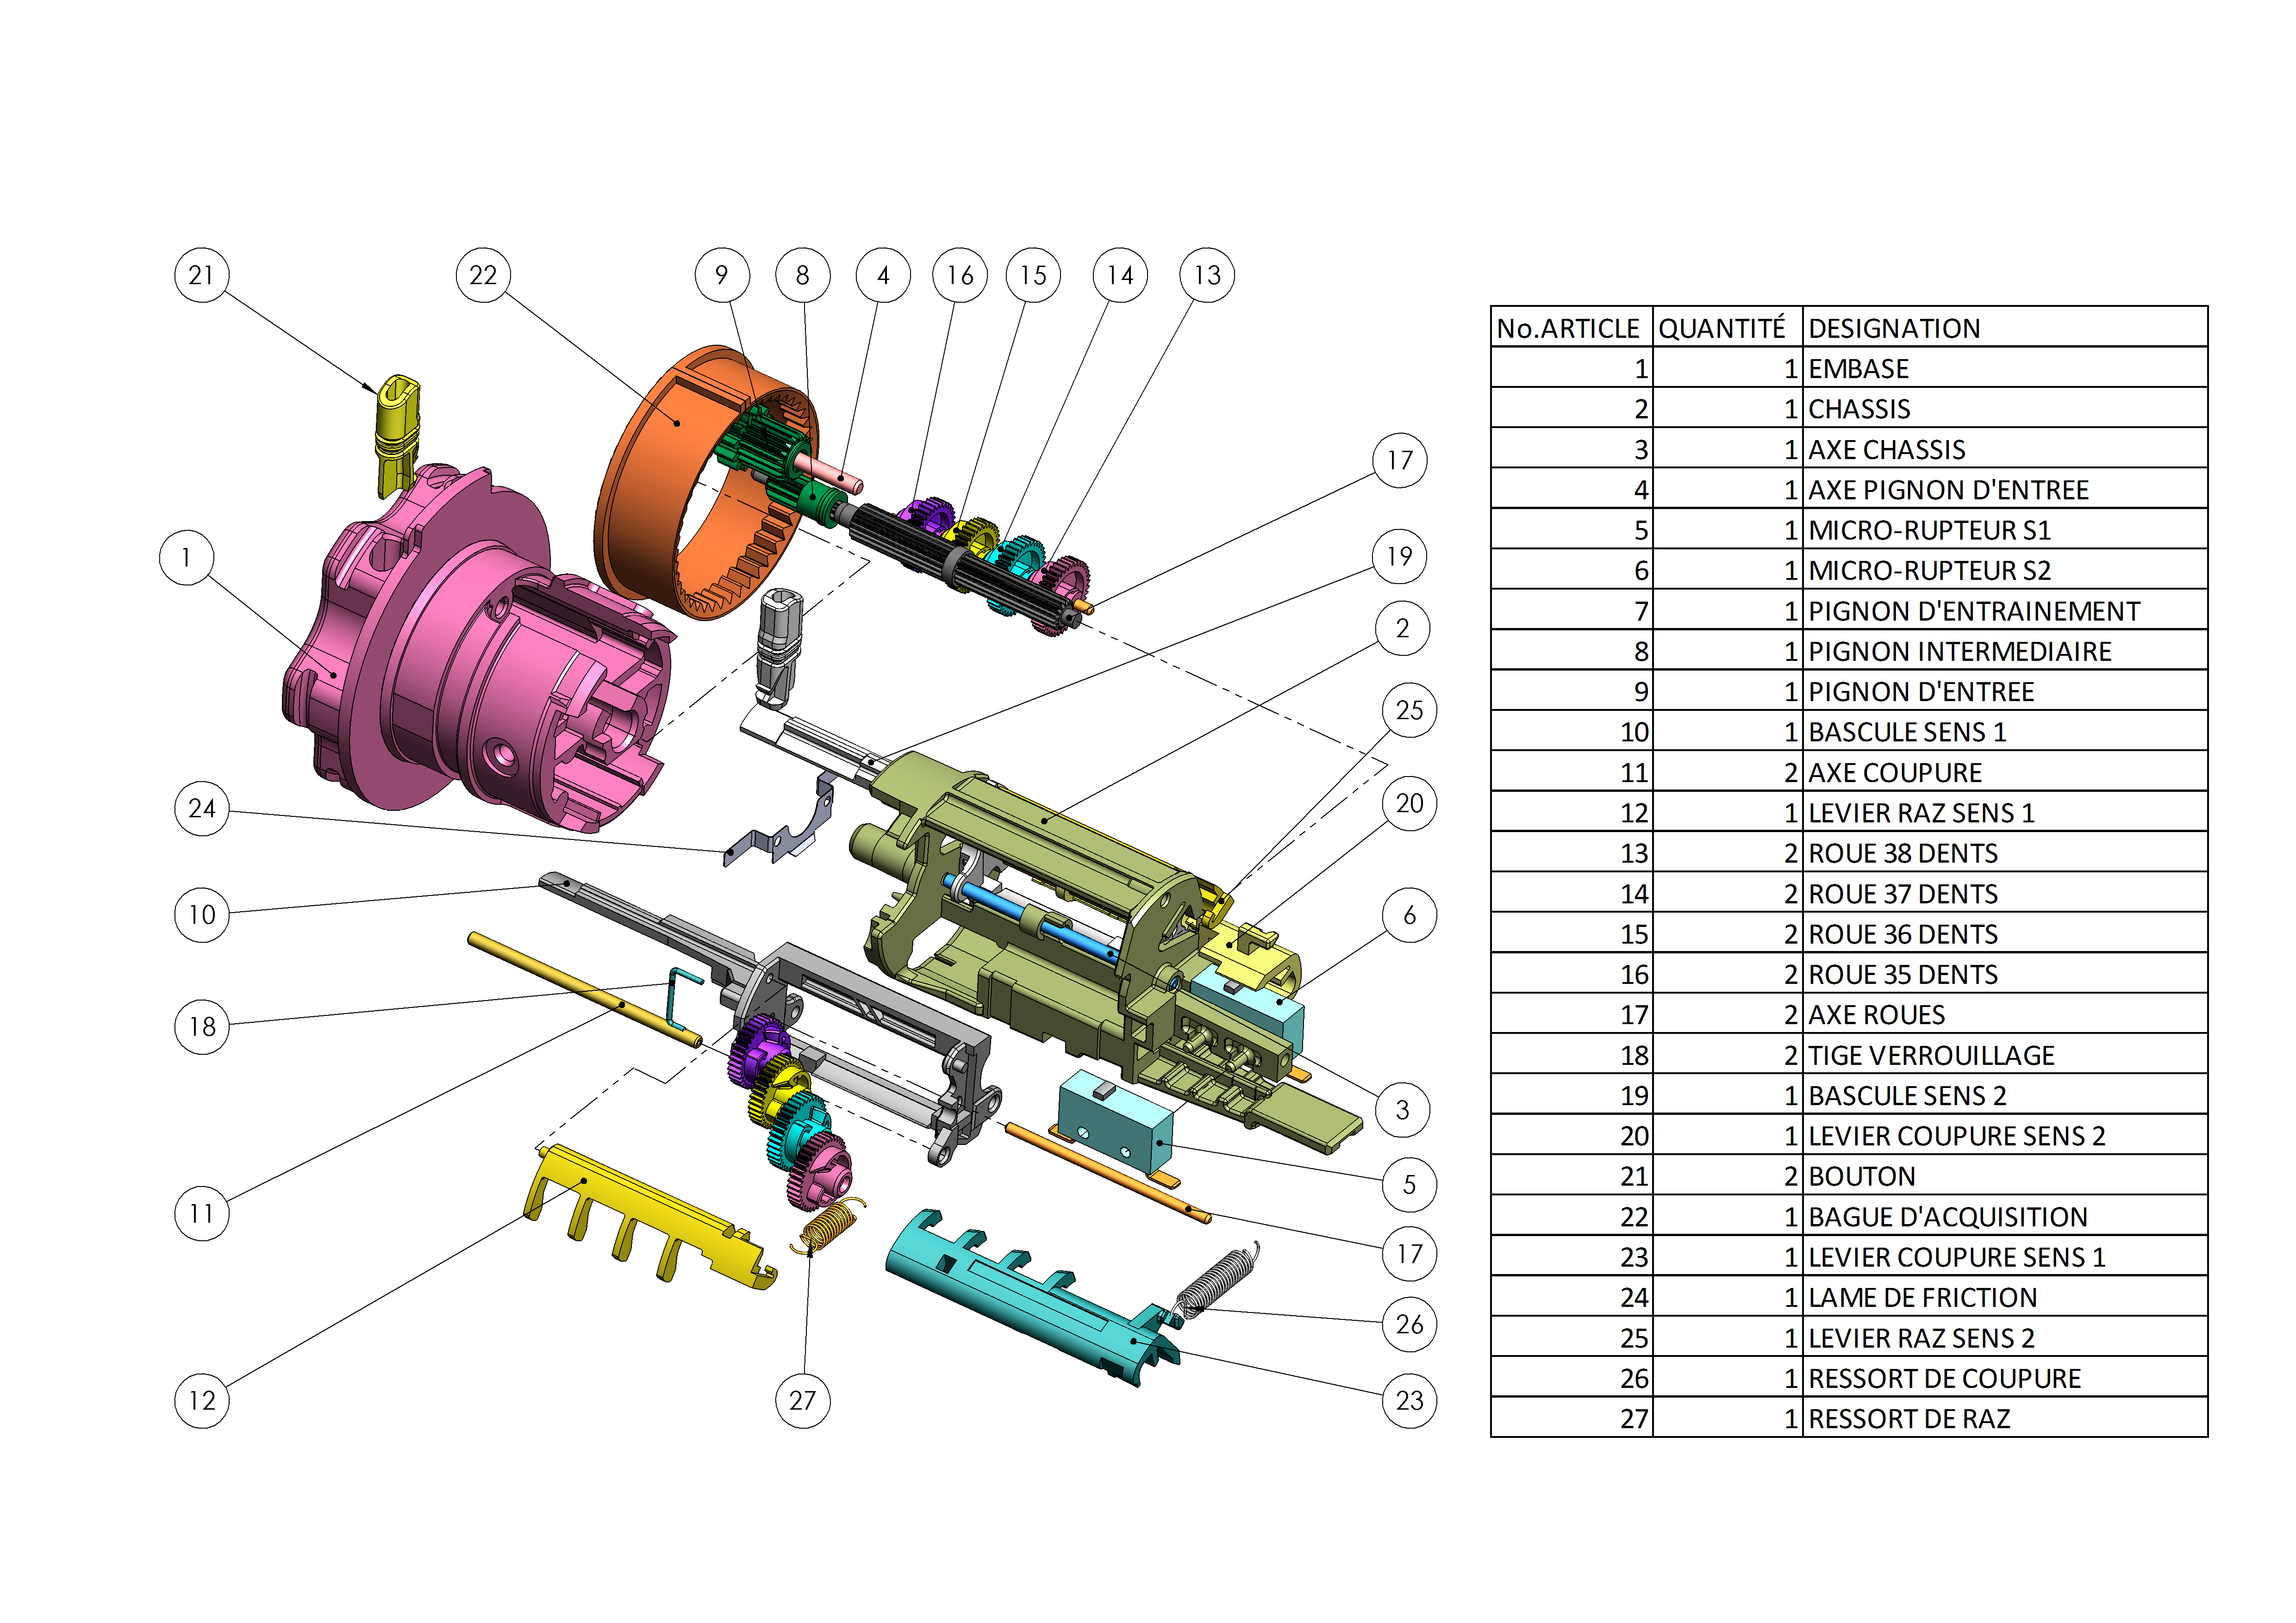 21
22
9
8
4
16
15
14
13
17
1
19
2
25
24
20
10
6
18
3
11
5
17
26
12
27
23
No.ARTICLE QUANTITÉ DESIGNATION
1 1 EMBASE
2 1 CHASSIS
3 1 AXE CHASSIS
4 1 AXE PIGNON D'ENTREE
5 1 MICRO-RUPTEUR S1
6 1 MICRO-RUPTEUR S2
7 1 PIGNON D'ENTRAINEMENT
8 1 PIGNON INTERMEDIAIRE
9 1 PIGNON D'ENTREE
10 1 BASCULE SENS 1
11 2 AXE COUPURE
12 1 LEVIER RAZ SENS 1
13 2 ROUE 38 DENTS
14 2 ROUE 37 DENTS
15 2 ROUE 36 DENTS
16 2 ROUE 35 DENTS
17 2 AXE ROUES
18 2 TIGE VERROUILLAGE
19 1 BASCULE SENS 2
20 1 LEVIER COUPURE SENS 2
21 2 BOUTON
22 1 BAGUE D'ACQUISITION
23 1 LEVIER COUPURE SENS 1
24 1 LAME DE FRICTION
25 1 LEVIER RAZ SENS 2
26 1 RESSORT DE COUPURE
27 1 RESSORT DE RAZ